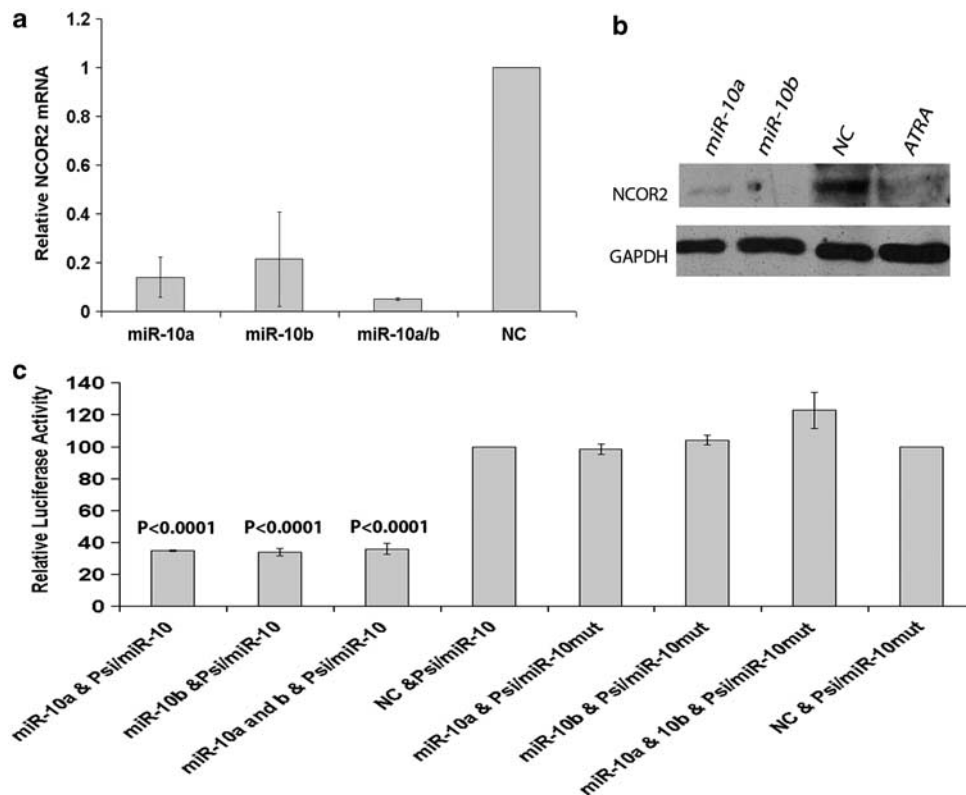 a
Relative NCOR2 mRNA
1.2
1
0.8
0.6
0.4
0.2
0
miR-10a
miR-10b
miR-10a/b
NC
b
miR-10a
miR-10b
NC
ATRA
NCOR2
GAPDH
c
Relative Luciferase Activity
140
120
100
80
60
40
20
0
P<0.0001
P<0.0001
P<0.0001
miR-10a & Psi/miR-10
miR-10b &Psi/miR-10
miR-10a and b & Psi/miR-10
NC &Psi/miR-10
miR-10a & Psi/miR-10mut
miR-10b & Psi/miR-10mut
miR-10a & 10b & Psi/miR-10mut
NC & Psi/miR-10mut